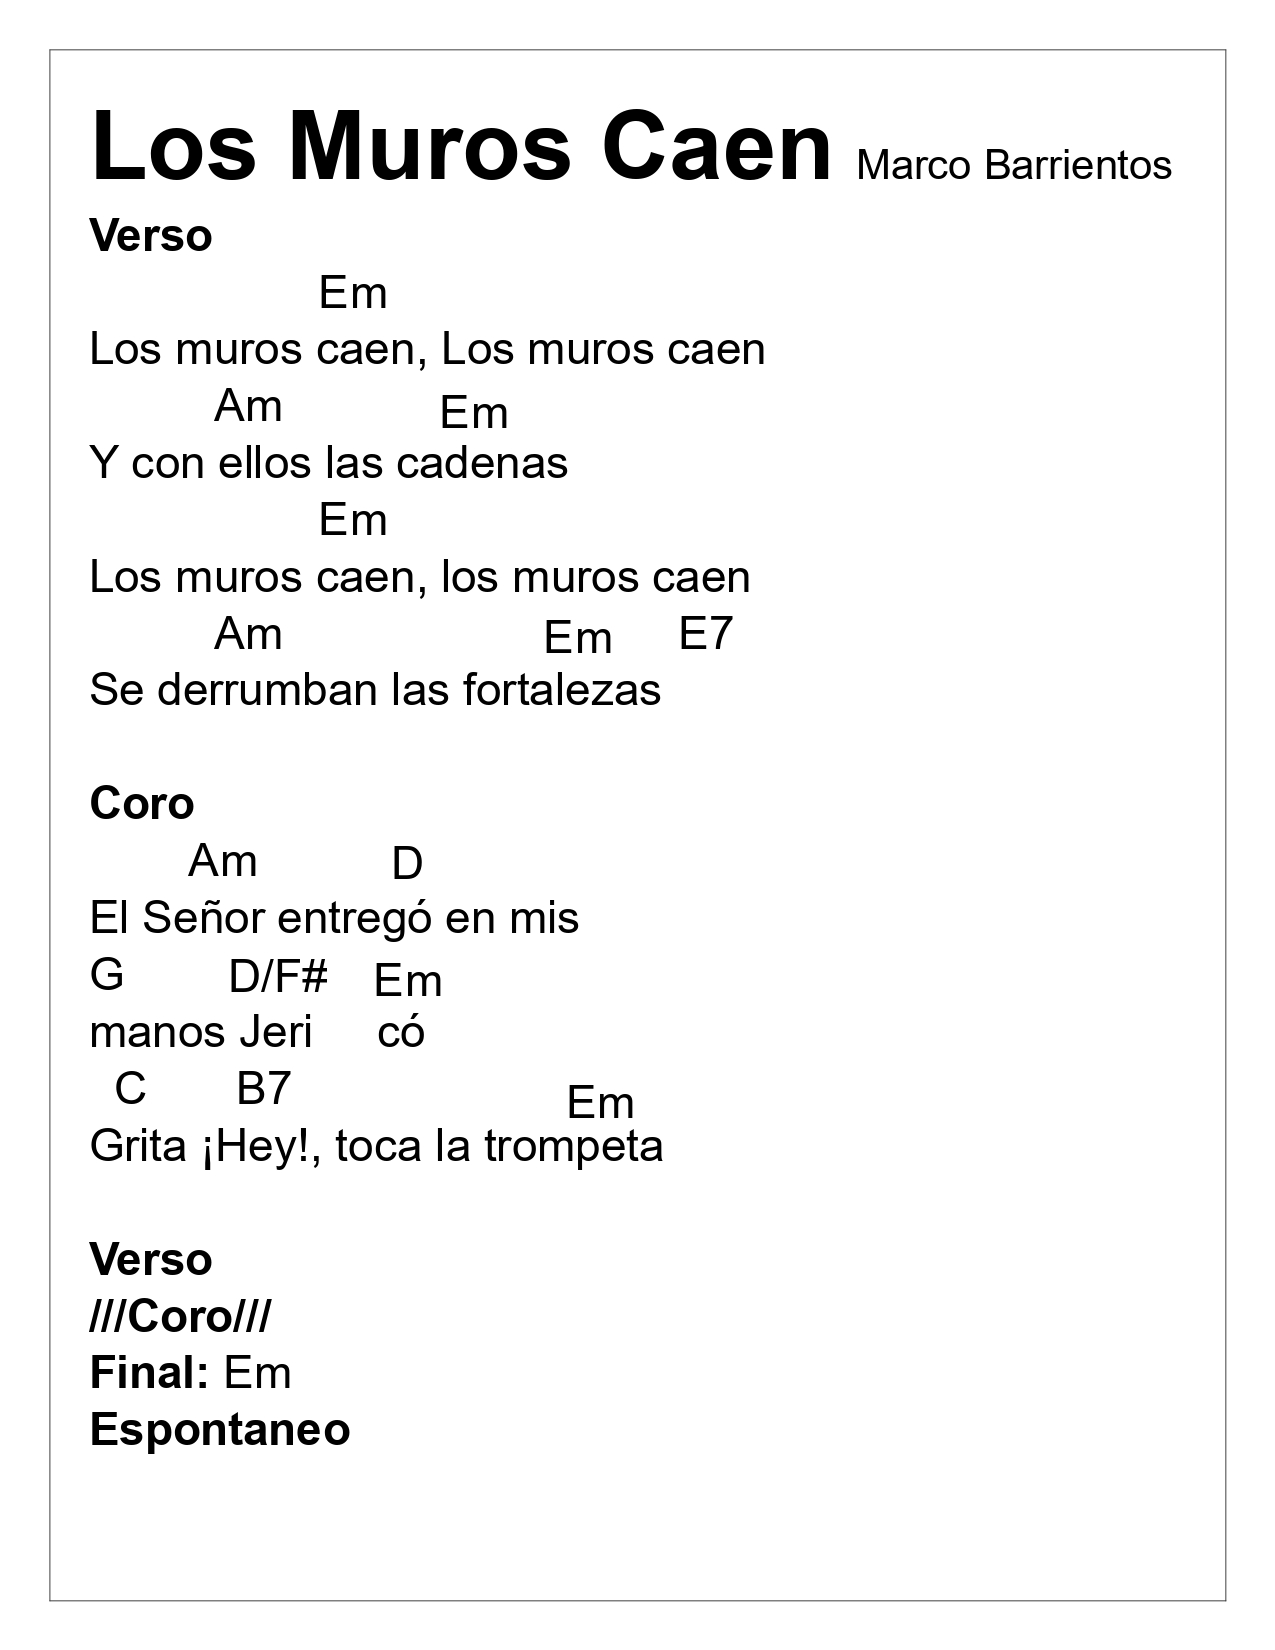 Los Muros Caen Marco Barrientos
Verso
Em
Los muros caen, Los muros caen
Am Em
Y con ellos las cadenas
Em
Los muros caen, los muros caen
Am Em E7
Se derrumban las fortalezas
Coro
Am D
El Señor entregó en mis
G D/F# Em
manos Jeri có
C B7 Em
Grita ¡Hey!, toca la trompeta
Verso
///Coro///
Final: Em
Espontaneo